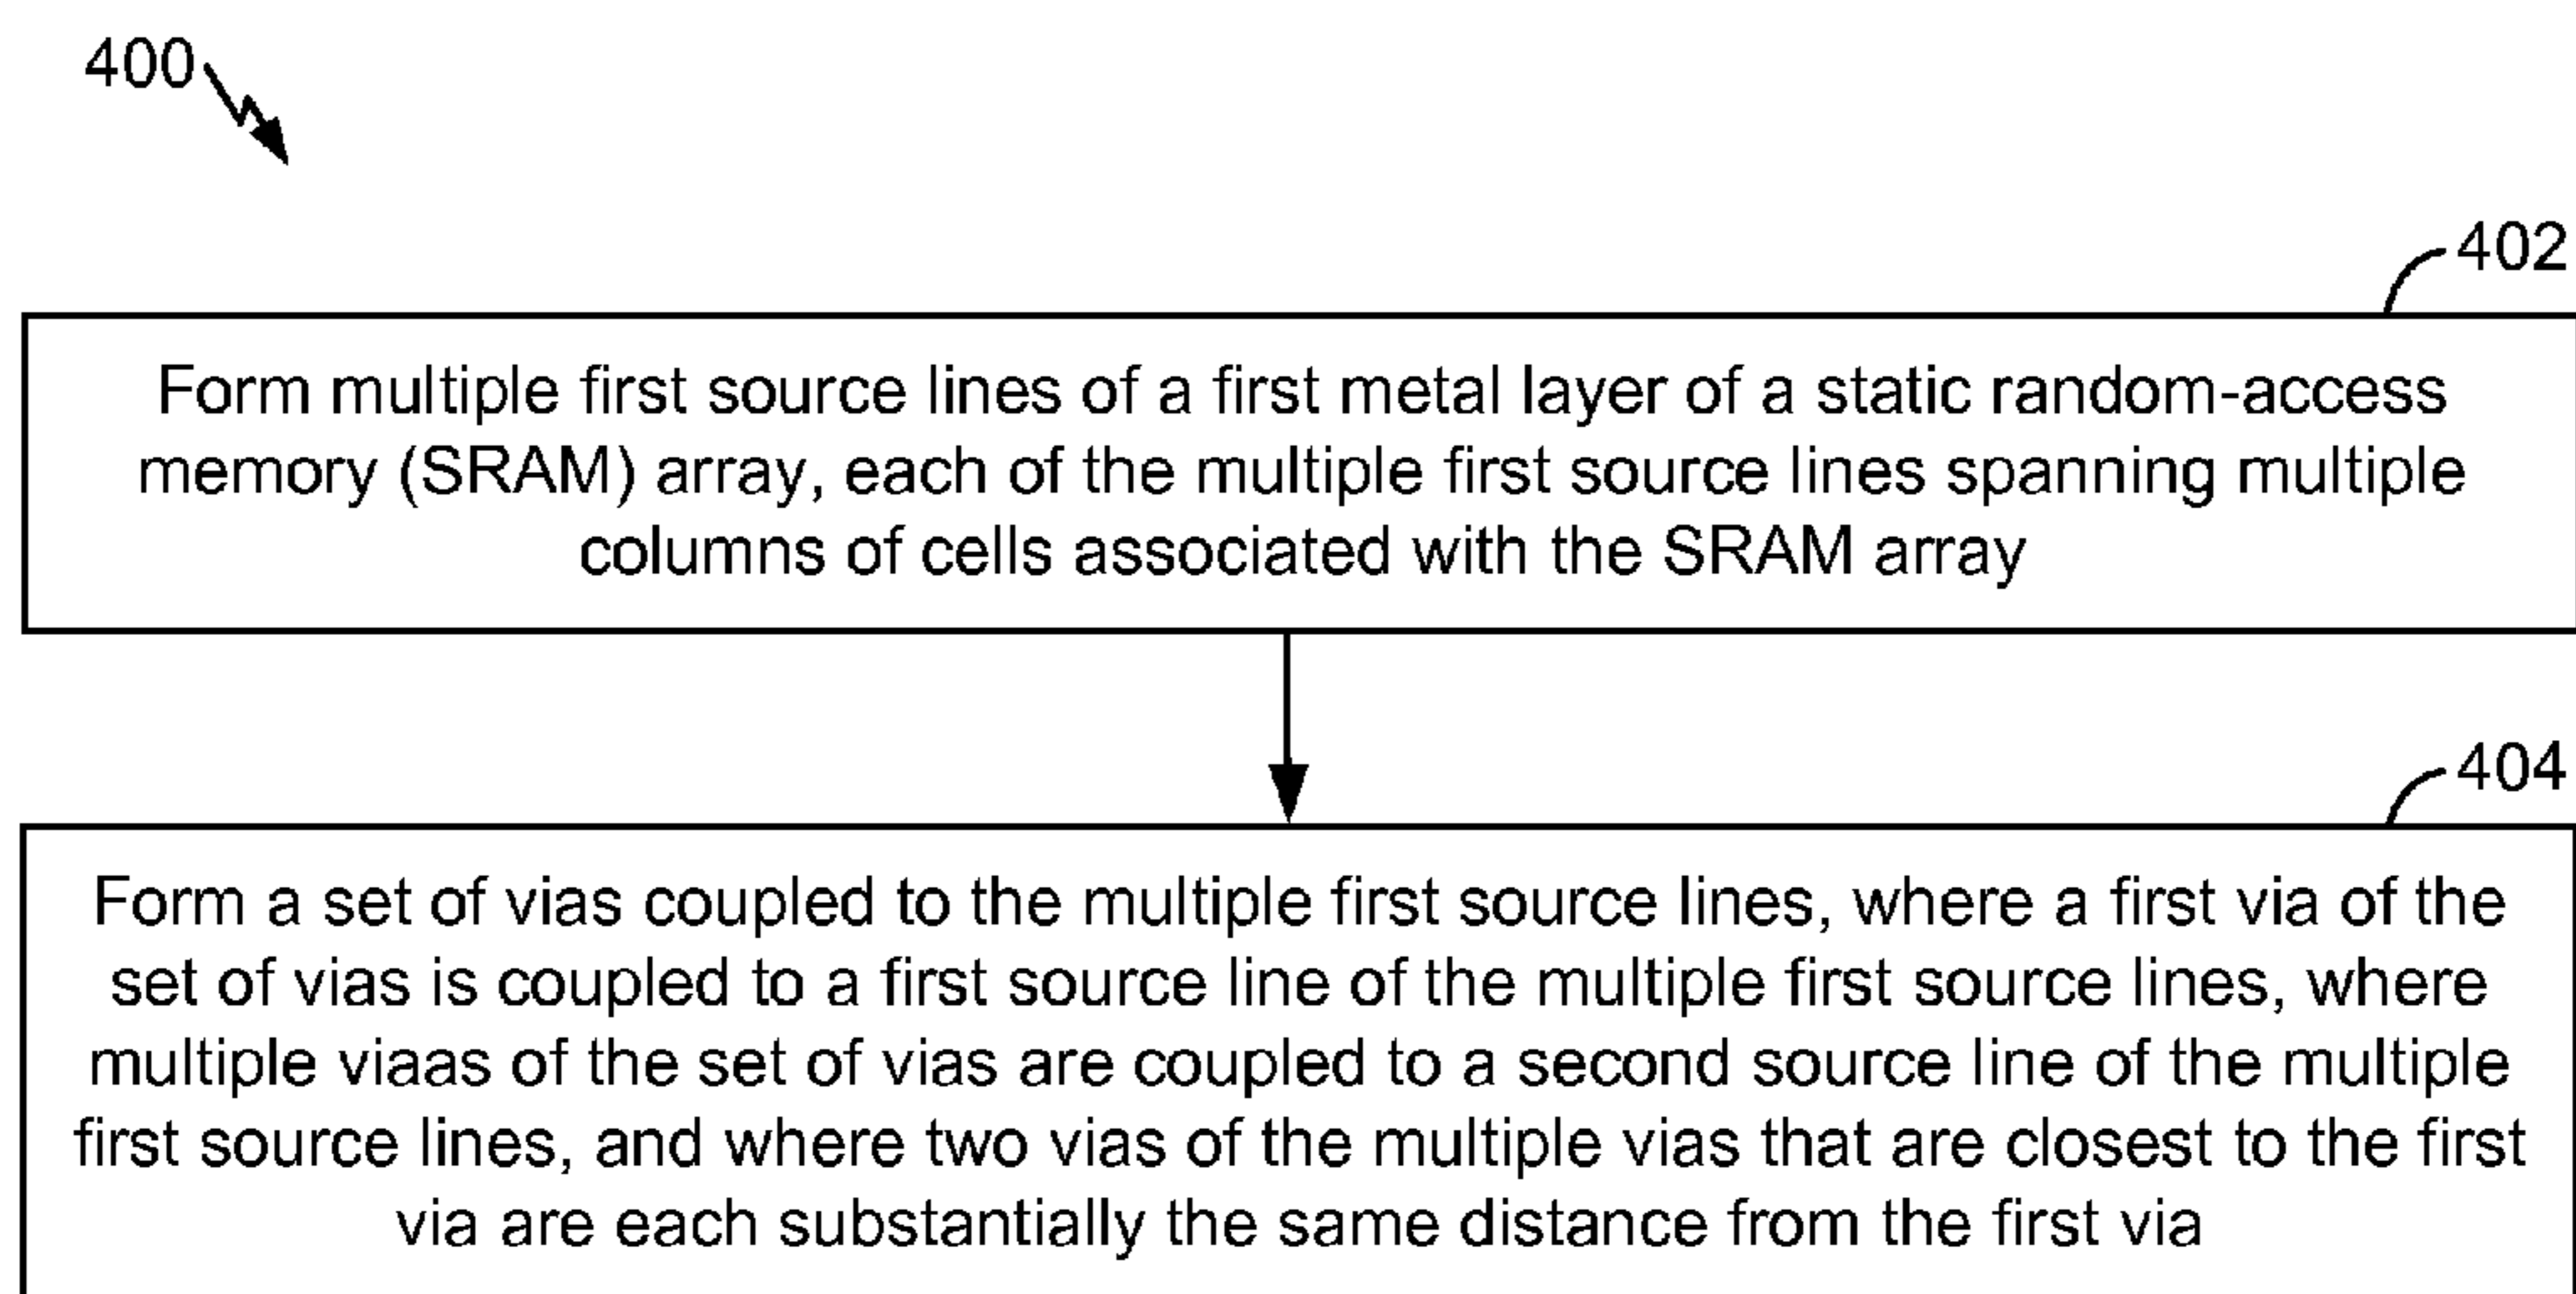 400
402
Form multiple first source lines of a first metal layer of a static random-access
memory (SRAM) array, each of the multiple first source lines spanning multiple
columns of cells associated with the SRAM array
404
Form a set of vias coupled to the multiple first source lines, where a first via of the
set of vias is coupled to a first source line of the multiple first source lines, where
multiple viaas of the set of vias are coupled to a second source line of the multiple
first source lines, and where two vias of the multiple vias that are closest to the first
via are each substantially the same distance from the first via